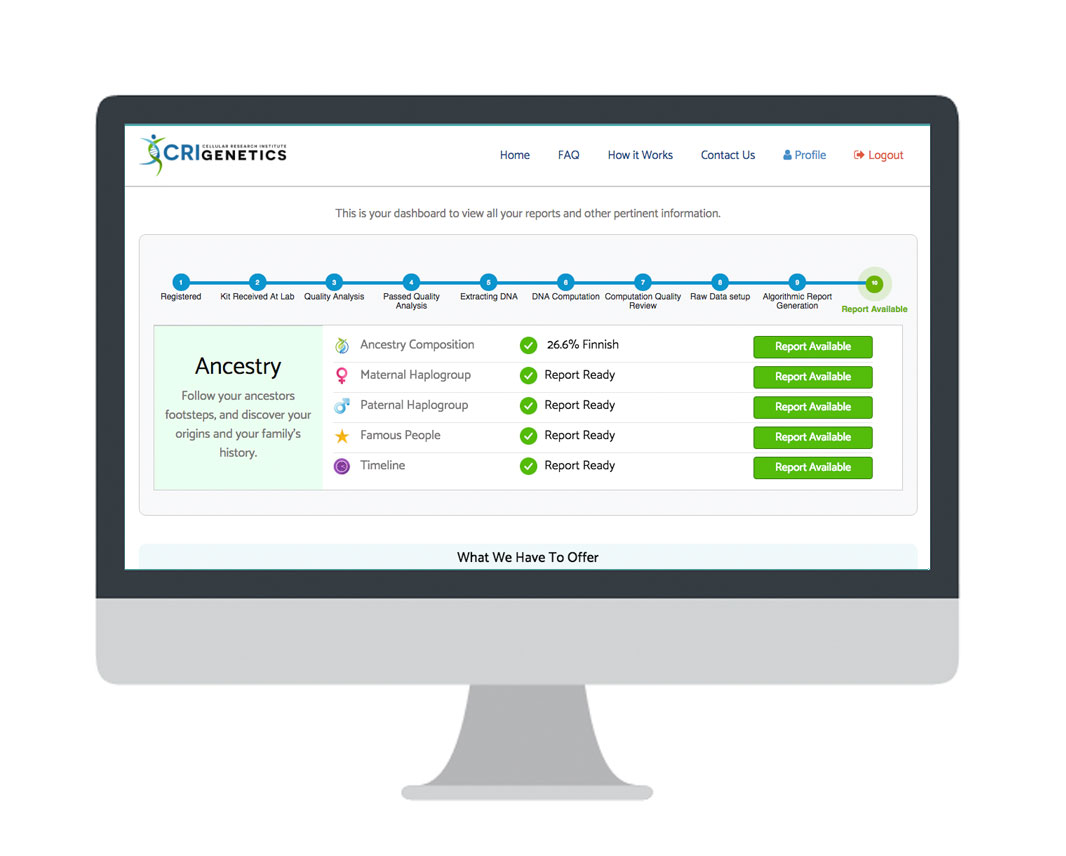 CRI CELLULAR RESEARCH INSTITUTE
GENETICS
Home FAQ How it Works Contact Us Profile Logout
This is your dashboard to view all your reports and other pertinent information.
1 2 3 4 5 6 7 8 9 10
Registered Kit Received At Lab Quality Analysis Passed Quality Extracting DNA DNA Computation Computation Quality Raw Data setup Algorithmic Report
Analysis Review Generation
Report Available
Ancestry
Follow your ancestors
footsteps, and discover your
origins and your family's
history.
Ancestry Composition 26.6% Finnish Report Available
Maternal Haplogroup Report Ready Report Available
Paternal Haplogroup Report Ready Report Available
Famous People Report Ready Report Available
Timeline Report Ready Report Available
What We Have To Offer